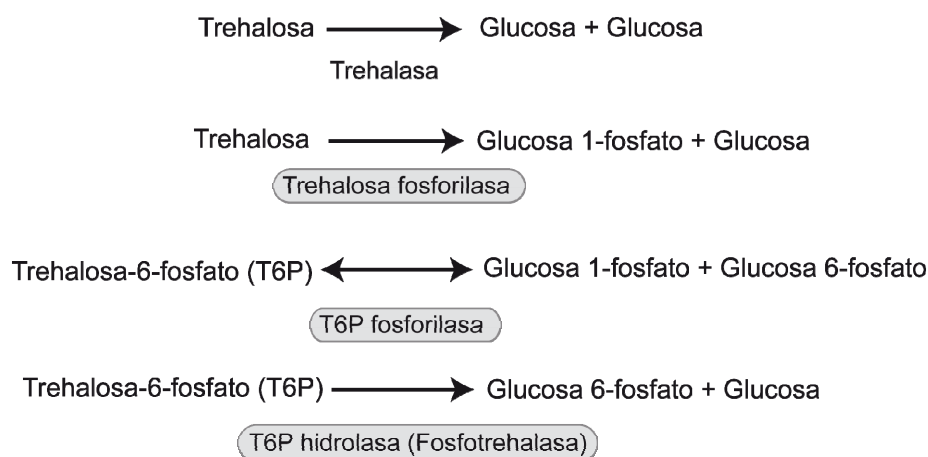 Trehalosa Glucosa + Glucosa
Trehalasa
Trehalosa Glucosa 1-fosfato + Glucosa
Trehalosa fosforilasa
Trehalosa-6-fosfato (T6P) Glucosa 1-fosfato + Glucosa 6-fosfato
T6P fosforilasa
Trehalosa-6-fosfato (T6P) Glucosa 6-fosfato + Glucosa
T6P hidrolasa (Fosfotrehalasa)